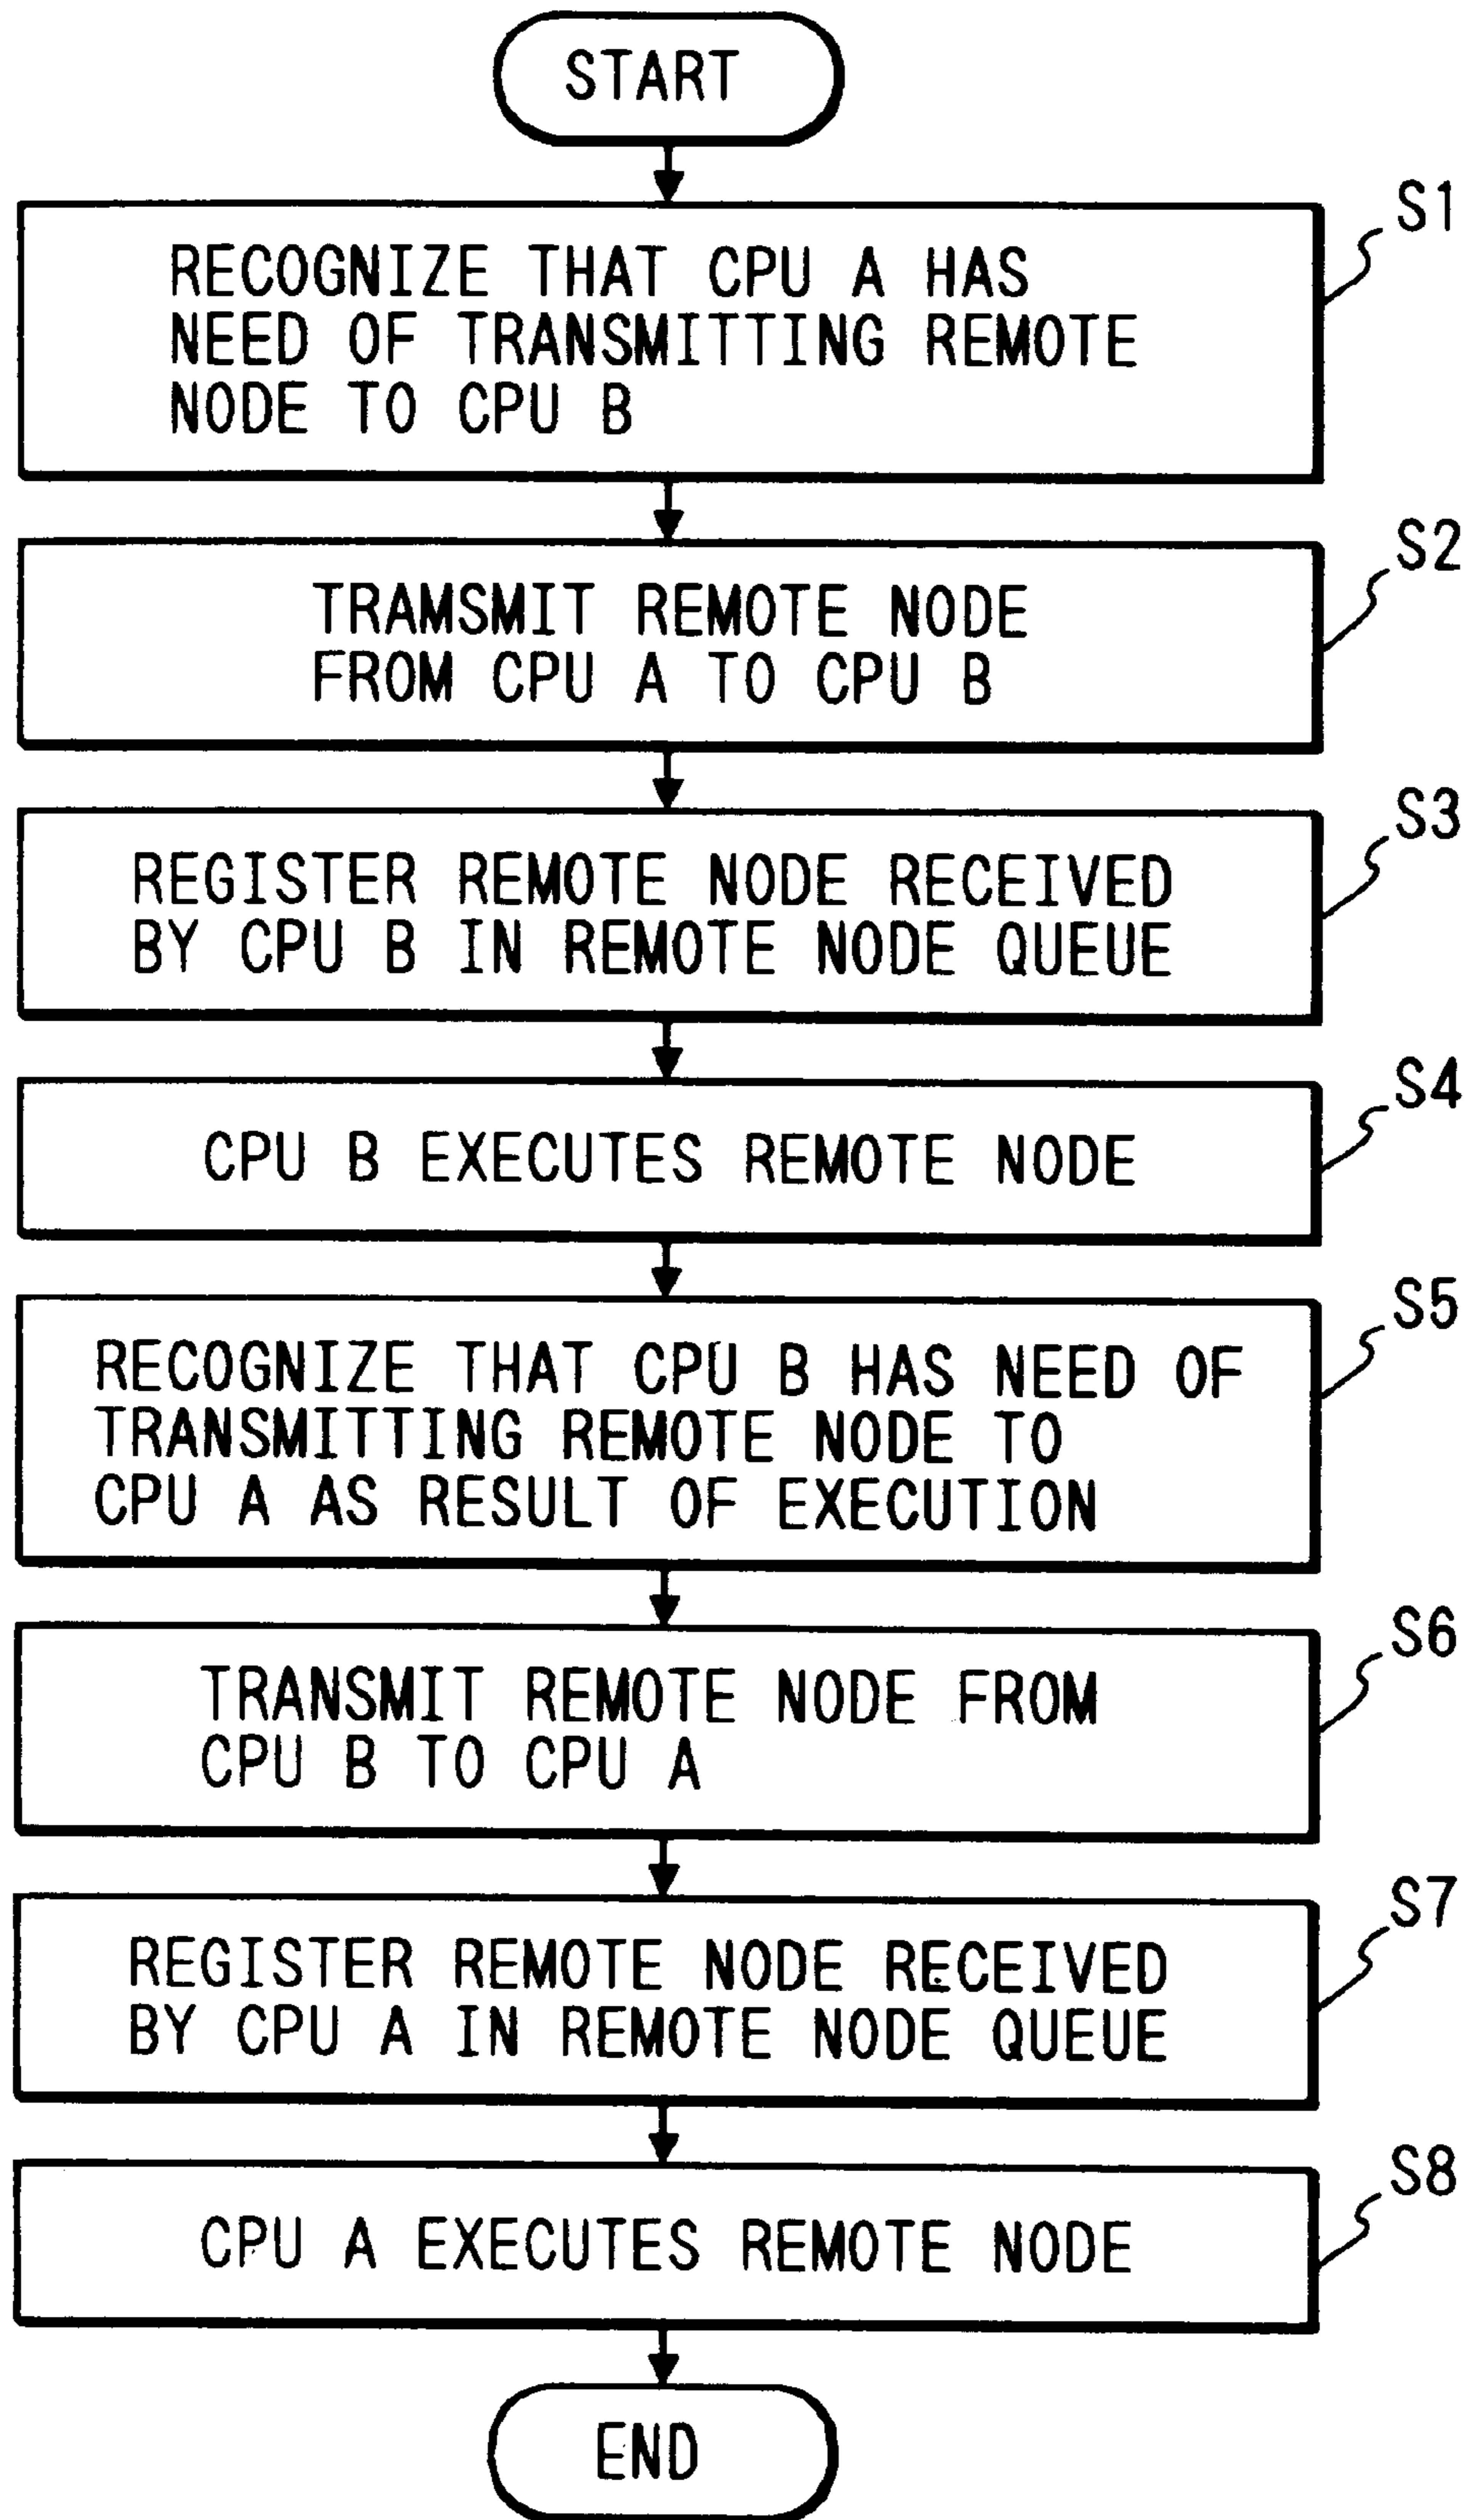 START
S1
RECOGNIZE THAT CPU A HAS
NEED OF TRANSMITTING REMOTE
NODE TO CPU B
S2
TRAMSMIT REMOTE NODE
FROM CPU A TO CPU B
S3
REGISTER REMOTE NODE RECEIVED
BY CPU B IN REMOTE NODE QUEUE
S4
CPU B EXECUTES REMOTE NODE
S5
RECOGNIZE THAT CPU B HAS NEED OF
TRANSMITTING REMOTE NODE TO
CPU A AS RESULT OF EXECUTION
S6
TRANSMIT REMOTE NODE FROM
CPU B TO CPU A
S7
REGISTER REMOTE NODE RECEIVED
BY CPU A IN REMOTE NODE QUEUE
S8
CPU A EXECUTES REMOTE NODE
END